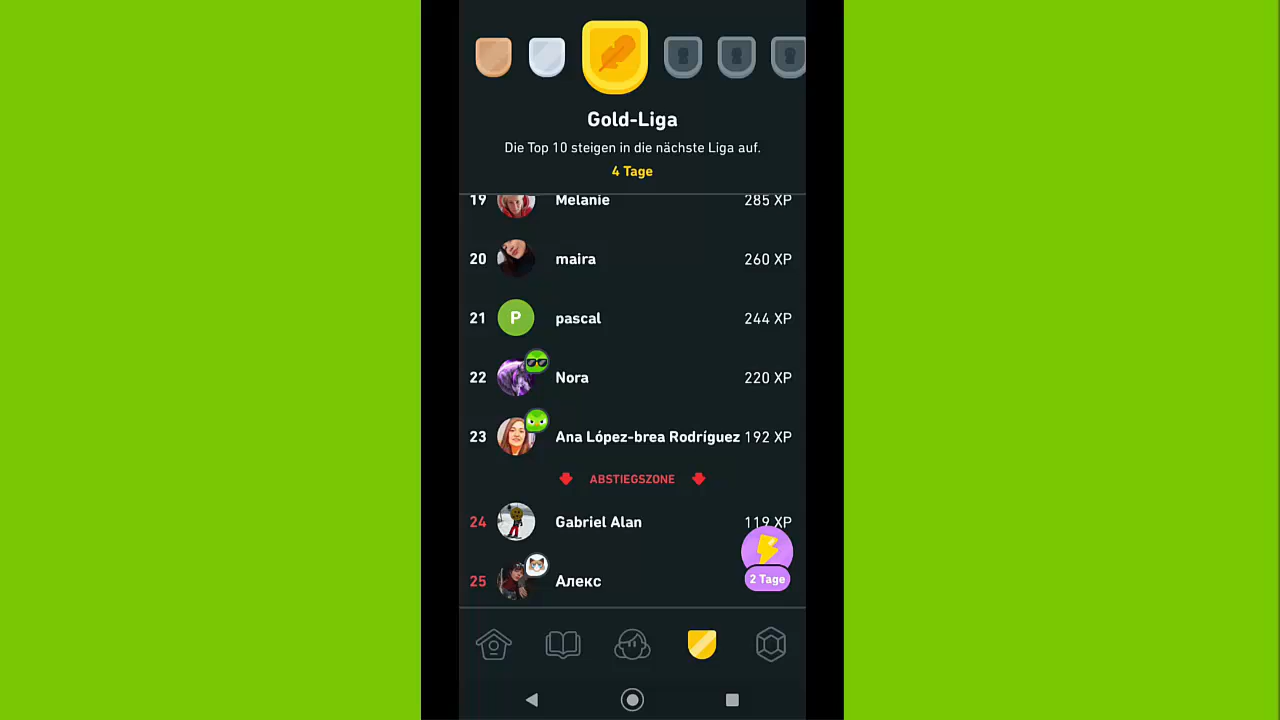 Gold-Liga
Die Top 10 steigen in die nächste Liga auf.
4 Tage
19 Melanie 285 XP
20 maira 260 XP
21 P pascal 244 XP
22 Nora 220 XP
23 Ana López-brea Rodríguez 192 XP
ABSTIEGSZONE
24 Gabriel Alan 119 XP
25 Алекс
2 Tage